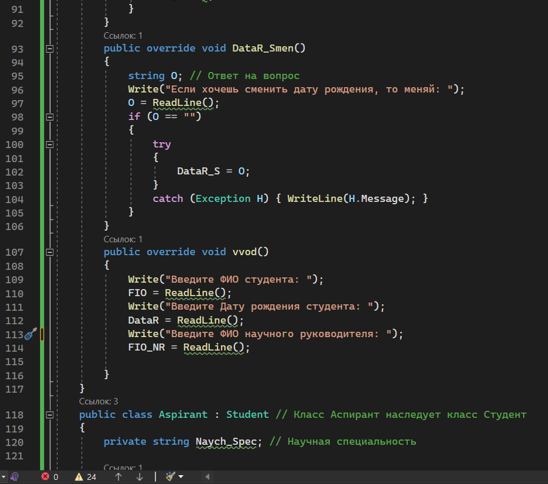 91 }
92 }
Ссылок: 1
93 public override void DataR_Smen()
94 {
95 string O; // Ответ на вопрос
96 Write("Если хочешь сменить дату рождения, то меняй: ");
97 O = ReadLine();
98 if (O == "")
99 {
100 try
101 {
102 DataR_S = O;
103 }
104 catch (Exception H) { WriteLine(H.Message); }
105 }
106 }
Ссылок: 1
107 public override void vvod()
108 {
109 Write("Введите ФИО студента: ");
110 FIO = ReadLine();
111 Write("Введите Дату рождения студента: ");
112 DataR = ReadLine();
113 Write("Введите ФИО научного руководителя: ");
114 FIO_NR = ReadLine();
115
116 }
117 }
Ссылок: 3
118 public class Aspirant : Student // Класс Аспирант наследует класс Студент
119 {
120 private string Naych_Spec; // Научная специальность
121
Ссылок: 1
0 24